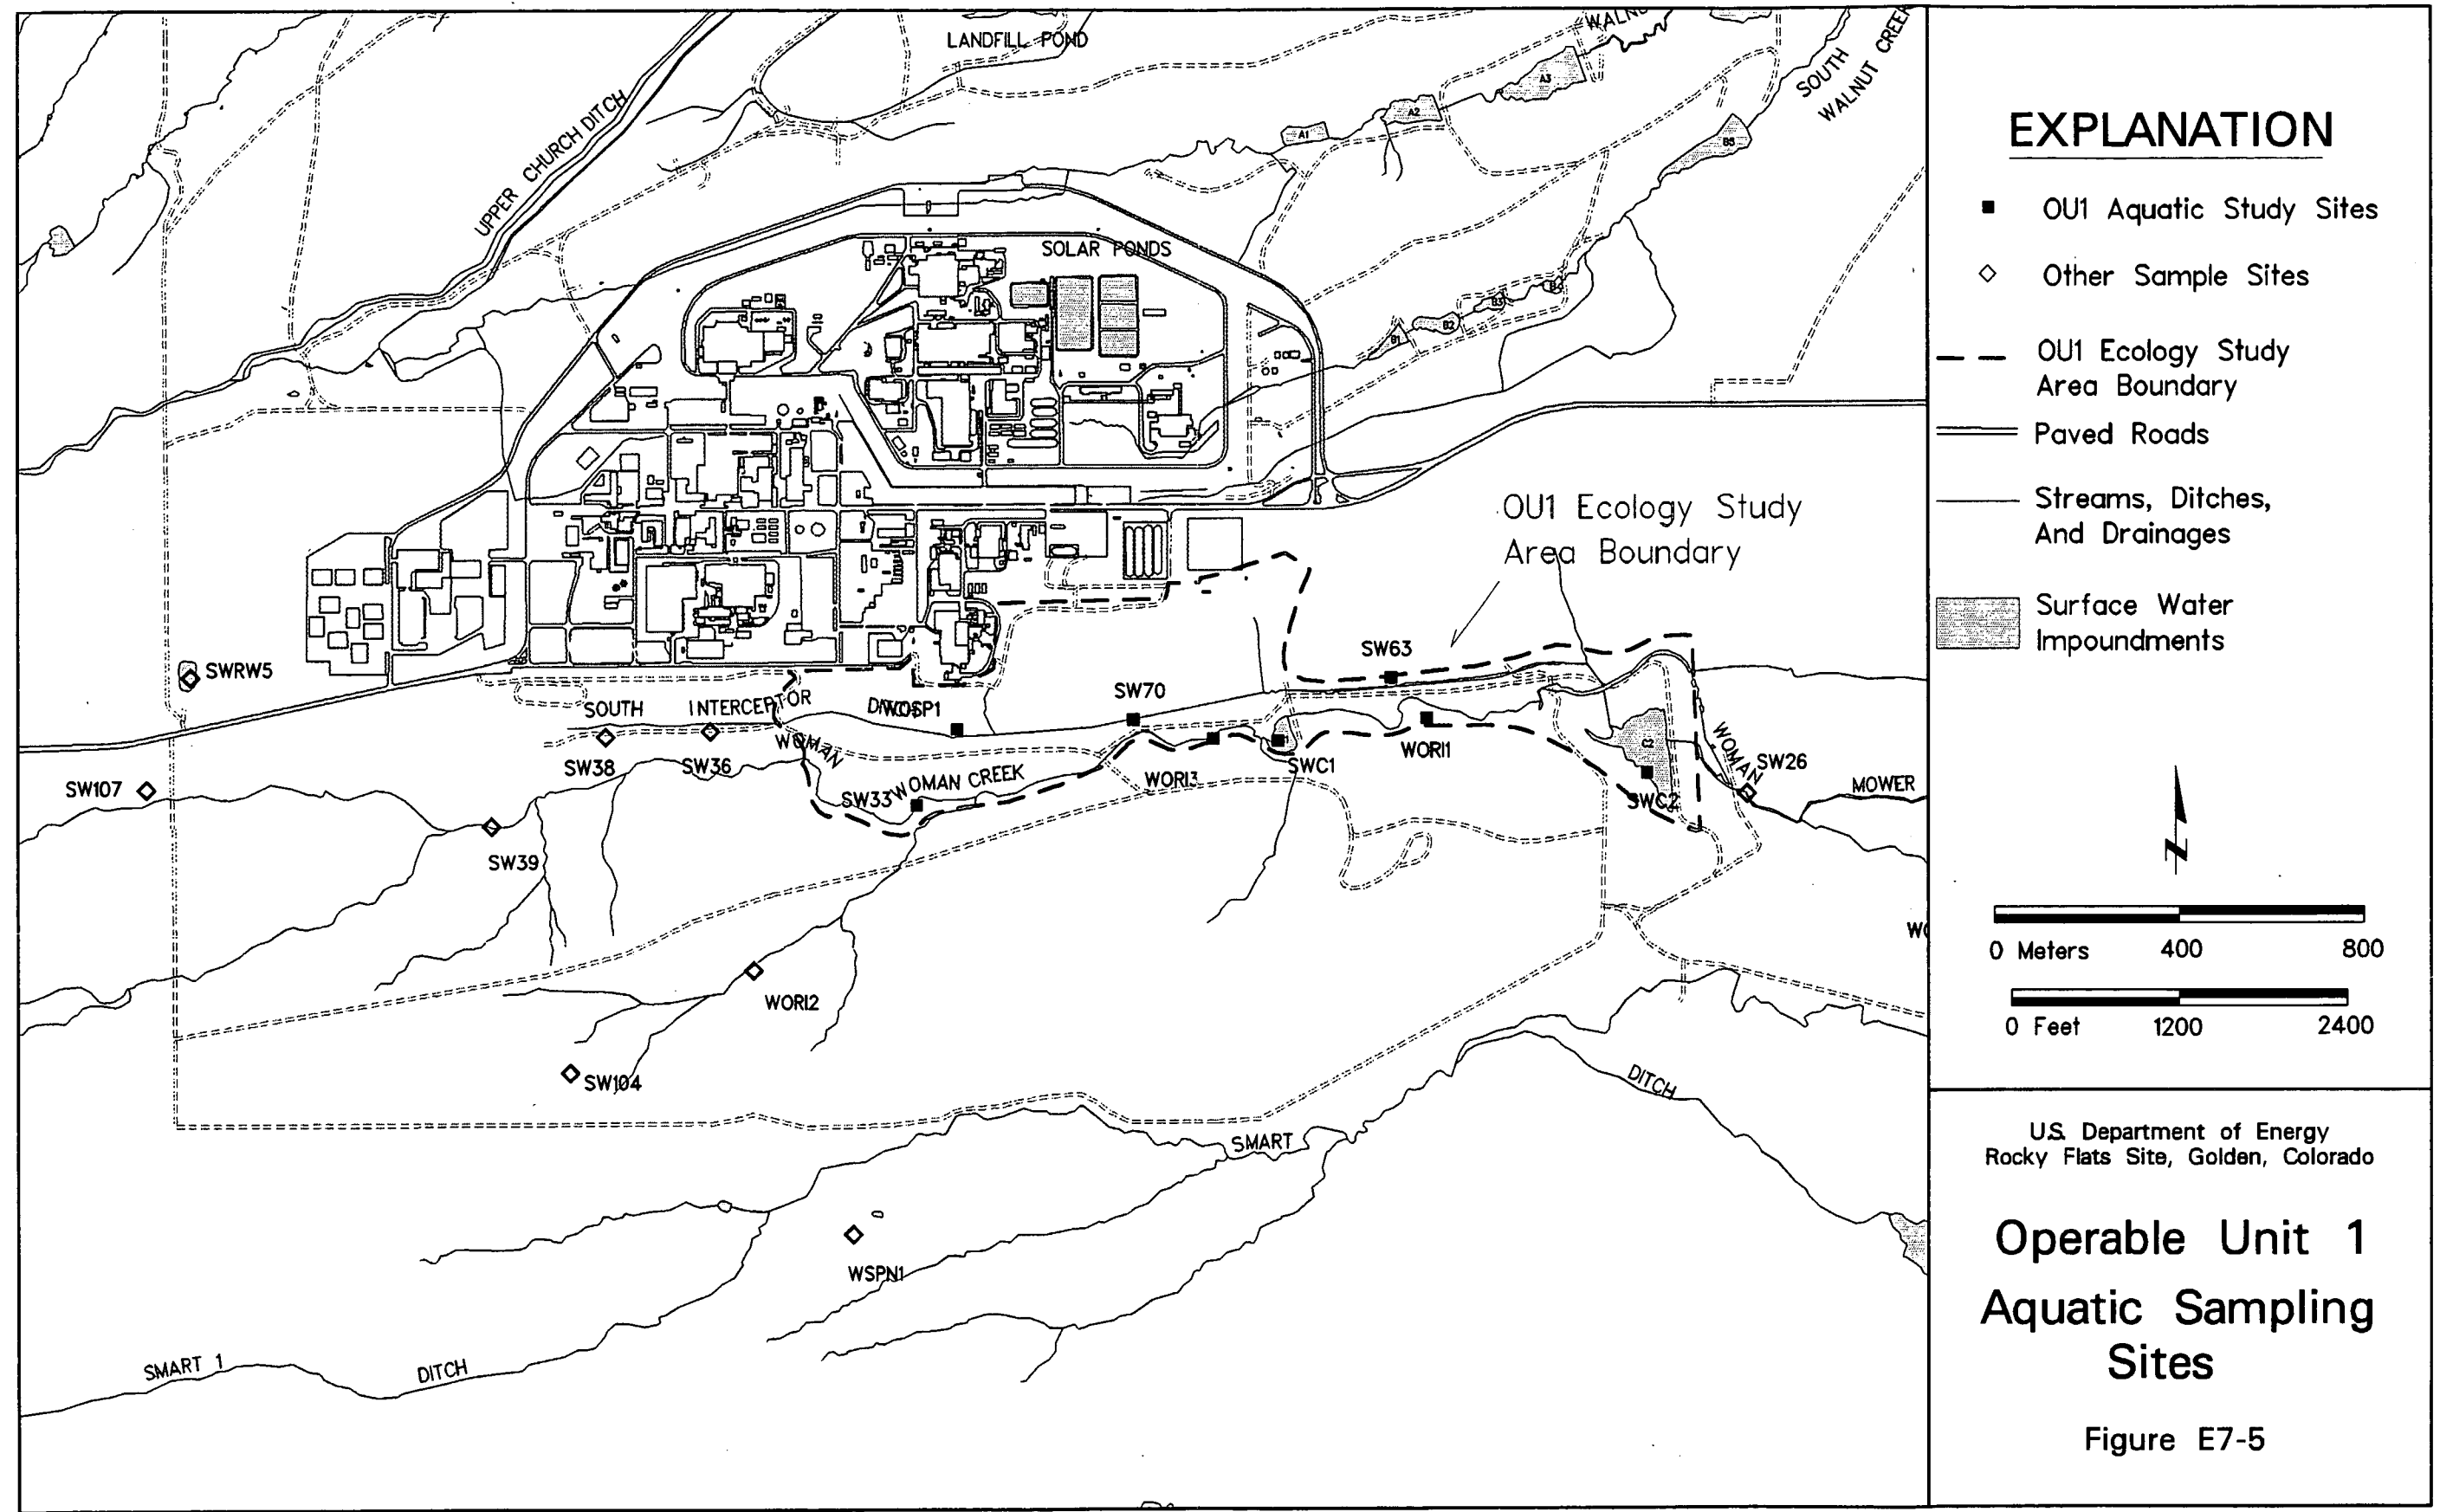 LANDFILL POND
SOUTH
WALNUT CREEK
A3
A2
A1
B5
UPPER CHURCH DITCH
SOLAR PONDS
B4
B3
B2
B1
OU1 Ecology Study
Area Boundary
SWRW5
SW63
SW70
SOUTH INTERCEPTOR
WOSP1
SW38
SW36
WOMAN
WOMAN CREEK
SW33
WORI3
SWC1
WORI1
C2
SWC2
WOMAN
SW26
MOWER
SW107
SW39
WORI2
SW104
DITCH
SMART
WSPN1
SMART 1
DITCH
EXPLANATION
OU1 Aquatic Study Sites
Other Sample Sites
OU1 Ecology Study
Area Boundary
Paved Roads
Streams, Ditches,
And Drainages
Surface Water
Impoundments
N
0 Meters 400 800
0 Feet 1200 2400
U.S. Department of Energy
Rocky Flats Site, Golden, Colorado
Operable Unit 1
Aquatic Sampling
Sites
Figure E7-5